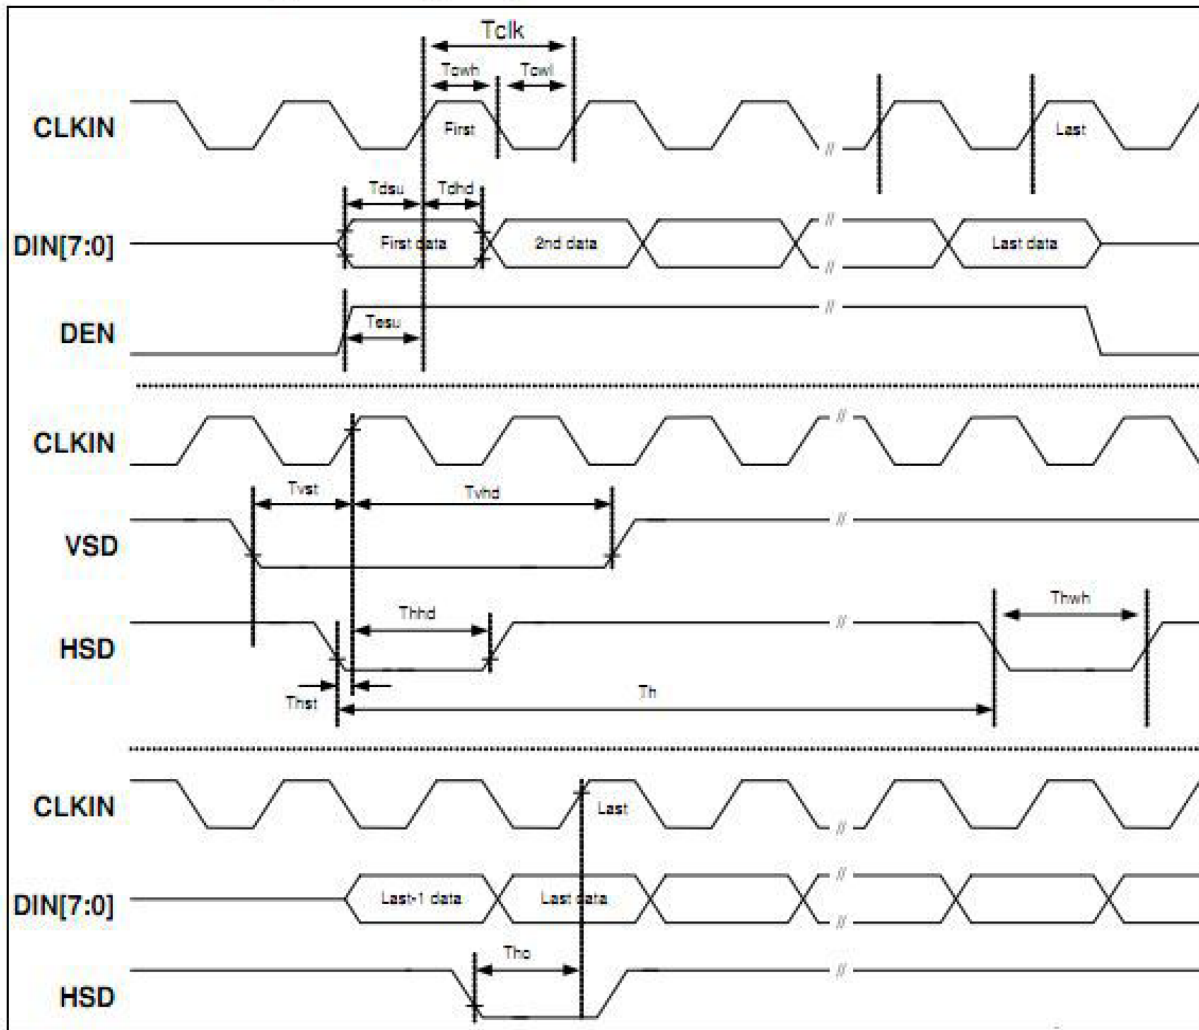 Tclk
Tcwh Tcwl
CLKIN First // Last
Tdsu Tdhd
DIN[7:0] First data 2nd data // // Last data
DEN Tesu //
CLKIN //
Tvst Tvhd
VSD //
Thhd Thwh
HSD //
Thst Th
CLKIN Last //
DIN[7:0] Last-1 data Last data // //
Thc
HSD //